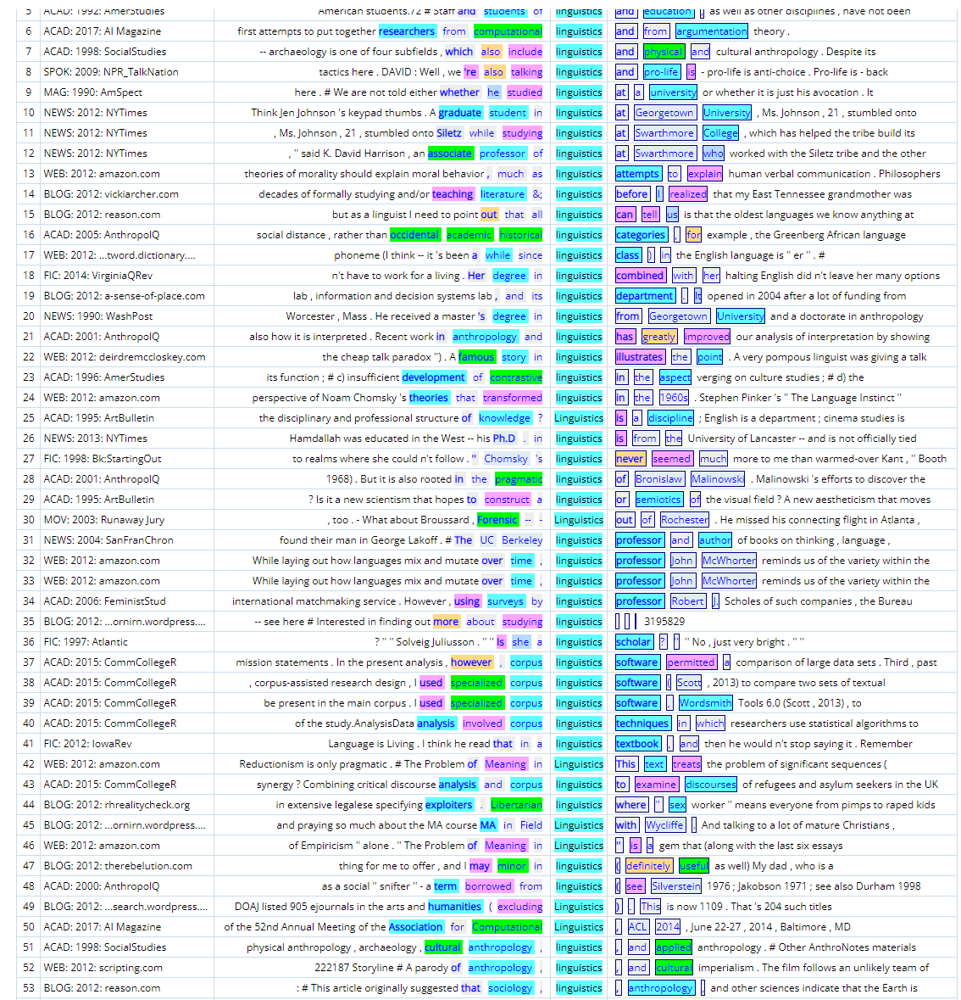 5 ACAD: 1992: AmerStudies American students.72 # Staff and students of linguistics and education , as well as other disciplines , have not been
6 ACAD: 2017: AI Magazine first attempts to put together researchers from computational linguistics and from argumentation theory .
7 ACAD: 1998: SocialStudies -- archaeology is one of four subfields , which also include linguistics and physical and cultural anthropology . Despite its
8 SPOK: 2009: NPR_TalkNation tactics here . DAVID : Well , we 're also talking linguistics and pro-life is - pro-life is anti-choice . Pro-life is - back
9 MAG: 1990: AmSpect here . # We are not told either whether he studied linguistics at a university or whether it is just his avocation . It
10 NEWS: 2012: NYTimes Think Jen Johnson 's keypad thumbs . A graduate student in linguistics at Georgetown University , Ms. Johnson , 21 , stumbled onto
11 NEWS: 2012: NYTimes , Ms. Johnson , 21 , stumbled onto Siletz while studying linguistics at Swarthmore College , which has helped the tribe build its
12 NEWS: 2012: NYTimes , " said K. David Harrison , an associate professor of linguistics at Swarthmore who worked with the Siletz tribe and the other
13 WEB: 2012: amazon.com theories of morality should explain moral behavior , much as linguistics attempts to explain human verbal communication . Philosophers
14 BLOG: 2012: vickiarcher.com decades of formally studying and/or teaching literature &; linguistics before I realized that my East Tennessee grandmother was
15 BLOG: 2012: reason.com but as a linguist I need to point out that all linguistics can tell us is that the oldest languages we know anything at
16 ACAD: 2005: AnthropolQ social distance , rather than occidental academic historical linguistics categories , for example , the Greenberg African language
17 WEB: 2012: ...tword.dictionary.... phoneme (I think -- it 's been a while since linguistics class ) in the English language is " er " . #
18 FIC: 2014: VirginiaQRev n't have to work for a living . Her degree in linguistics combined with her halting English did n't leave her many options
19 BLOG: 2012: a-sense-of-place.com lab , information and decision systems lab , and its linguistics department . It opened in 2004 after a lot of funding from
20 NEWS: 1990: WashPost Worcester , Mass . He received a master 's degree in linguistics from Georgetown University and a doctorate in anthropology
21 ACAD: 2001: AnthropolQ also how it is interpreted . Recent work in anthropology and linguistics has greatly improved our analysis of interpretation by showing
22 WEB: 2012: deirdremccloskey.com the cheap talk paradox ") . A famous story in linguistics illustrates the point . A very pompous linguist was giving a talk
23 ACAD: 1996: AmerStudies its function ; # c) insufficient development of contrastive linguistics in the aspect verging on culture studies ; # d) the
24 WEB: 2012: amazon.com perspective of Noam Chomsky 's theories that transformed linguistics in the 1960s . Stephen Pinker 's " The Language Instinct "
25 ACAD: 1995: ArtBulletin the disciplinary and professional structure of knowledge ? Linguistics is a discipline ; English is a department ; cinema studies is
26 NEWS: 2013: NYTimes Hamdallah was educated in the West -- his Ph.D . in linguistics is from the University of Lancaster -- and is not officially tied
27 FIC: 1998: Bk:StartingOut to realms where she could n't follow . " Chomsky 's linguistics never seemed much more to me than warmed-over Kant , " Booth
28 ACAD: 2001: AnthropolQ 1968) . But it is also rooted in the pragmatic linguistics of Bronislaw Malinowski . Malinowski 's efforts to discover the
29 ACAD: 1995: ArtBulletin ? Is it a new scientism that hopes to construct a linguistics or semiotics of the visual field ? A new aestheticism that moves
30 MOV: 2003: Runaway Jury , too . - What about Broussard , Forensic -- - Linguistics out of Rochester . He missed his connecting flight in Atlanta ,
31 NEWS: 2004: SanFranChron found their man in George Lakoff . # The UC Berkeley linguistics professor and author of books on thinking , language ,
32 WEB: 2012: amazon.com While laying out how languages mix and mutate over time , linguistics professor John McWhorter reminds us of the variety within the
33 WEB: 2012: amazon.com While laying out how languages mix and mutate over time , linguistics professor John McWhorter reminds us of the variety within the
34 ACAD: 2006: FeministStud international matchmaking service . However , using surveys by linguistics professor Robert J. Scholes of such companies , the Bureau
35 BLOG: 2012: ...ornirn.wordpress.... -- see here # Interested in finding out more about studying linguistics 3195829
36 FIC: 1997: Atlantic ? " " Solveig Juliusson . " " Is she a linguistics scholar ? " " No , just very bright . " "
37 ACAD: 2015: CommCollegeR mission statements . In the present analysis , however , corpus linguistics software permitted a comparison of large data sets . Third , past
38 ACAD: 2015: CommCollegeR , corpus-assisted research design , I used specialized corpus linguistics software ( Scott , 2013) to compare two sets of textual
39 ACAD: 2015: CommCollegeR be present in the main corpus . I used specialized corpus linguistics software , Wordsmith Tools 6.0 (Scott , 2013) , to
40 ACAD: 2015: CommCollegeR of the study.AnalysisData analysis involved corpus linguistics techniques in which researchers use statistical algorithms to
41 FIC: 2012: IowaRev Language is Living . I think he read that in a linguistics textbook , and then he would n't stop saying it . Remember
42 WEB: 2012: amazon.com Reductionism is only pragmatic . # The Problem of Meaning in Linguistics This text treats the problem of significant sequences (
43 ACAD: 2015: CommCollegeR synergy ? Combining critical discourse analysis and corpus linguistics to examine discourses of refugees and asylum seekers in the UK
44 BLOG: 2012: rhrealitycheck.org in extensive legalese specifying exploiters . Libertarian linguistics where " sex worker " means everyone from pimps to raped kids
45 BLOG: 2012: ...ornirn.wordpress.... and praying so much about the MA course MA in Field Linguistics with Wycliffe . And talking to a lot of mature Christians ,
46 WEB: 2012: amazon.com of Empiricism " alone . " The Problem of Meaning in Linguistics " is a gem that (along with the last six essays
47 BLOG: 2012: therebelution.com thing for me to offer , and I may minor in linguistics ( definitely useful as well) My dad , who is a
48 ACAD: 2000: AnthropolQ as a social " snifter " - a term borrowed from linguistics ( see Silverstein 1976 ; Jakobson 1971 ; see also Durham 1998
49 BLOG: 2012: ...search.wordpress.... DOAJ listed 905 ejournals in the arts and humanities ( excluding linguistics ) . This is now 1109 . That 's 204 such titles
50 ACAD: 2017: AI Magazine of the 52nd Annual Meeting of the Association for Computational Linguistics , ACL 2014 , June 22-27 , 2014 , Baltimore , MD
51 ACAD: 1998: SocialStudies physical anthropology , archaeology , cultural anthropology , linguistics , and applied anthropology . # Other AnthroNotes materials
52 WEB: 2012: scripting.com 222187 Storyline # A parody of anthropology , linguistics , and cultural imperialism . The film follows an unlikely team of
53 BLOG: 2012: reason.com : # This article originally suggested that sociology , linguistics , anthropology , and other sciences indicate that the Earth is